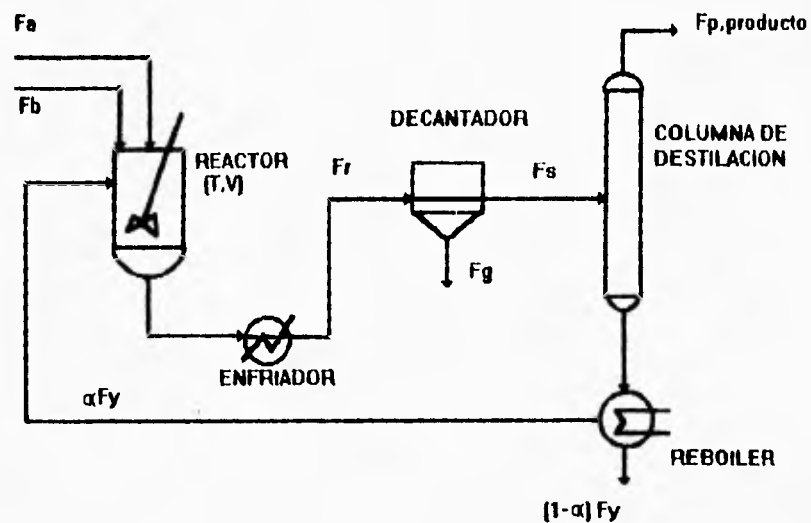 Fa
Fp,producto
Fb
DECANTADOR
COLUMNA DE
DESTILACION
REACTOR
(T,V)
Fr
Fs
Fg
ENFRIADOR
αFy
REBOILER
(1-α) Fy